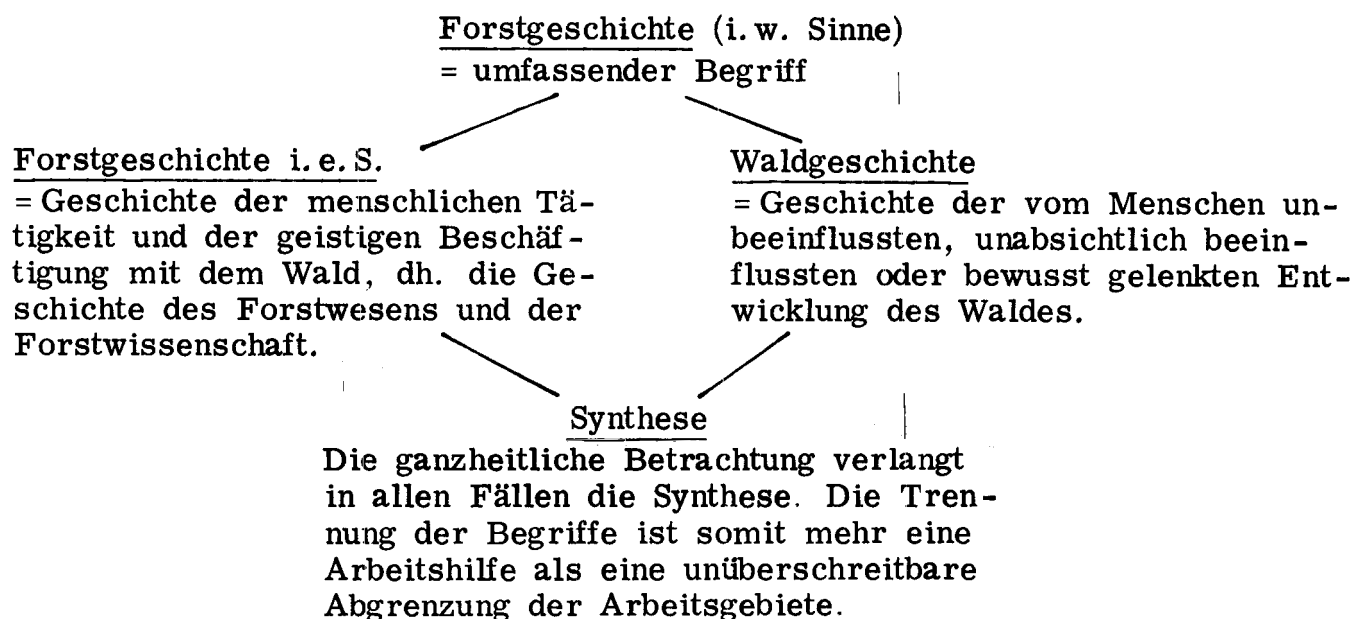 Forstgeschichte (i. w. Sinne)
= umfassender Begriff
Forstgeschichte i. e. S.
= Geschichte der menschlichen Tä-
tigkeit und der geistigen Beschäf-
tigung mit dem Wald, dh. die Ge-
schichte des Forstwesens und der
Forstwissenschaft.
Waldgeschichte
= Geschichte der vom Menschen un-
beeinflussten, unabsichtlich beein-
flussten oder bewusst gelenkten Ent-
wicklung des Waldes.
Synthese
Die ganzheitliche Betrachtung verlangt
in allen Fällen die Synthese. Die Tren-
nung der Begriffe ist somit mehr eine
Arbeitshilfe als eine unüberschreitbare
Abgrenzung der Arbeitsgebiete.